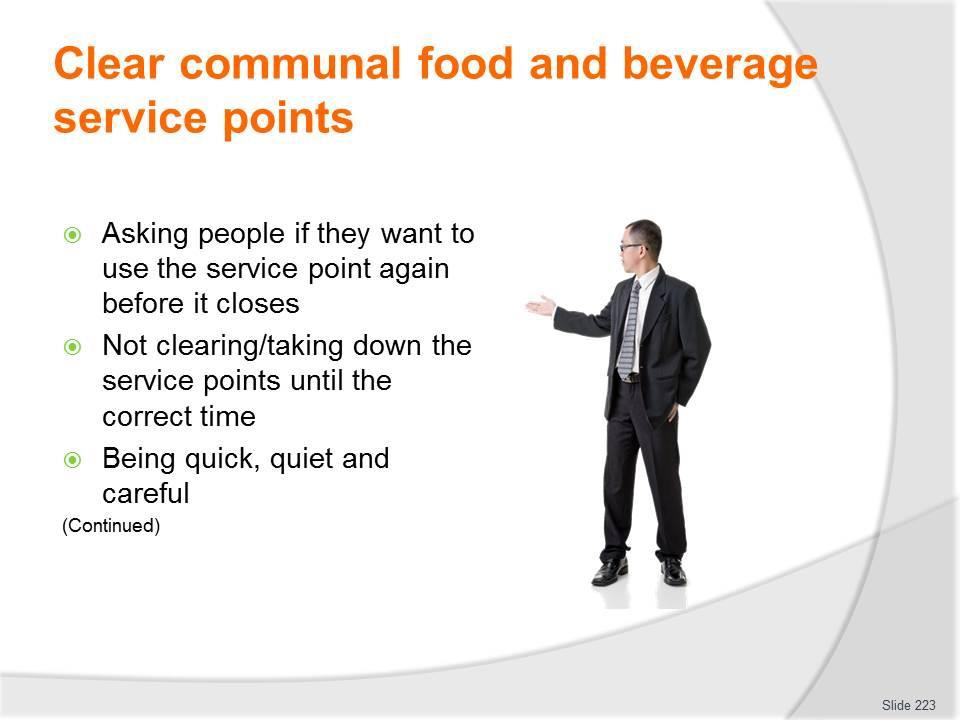 Clear communal food and beverage
service points
Asking people if they want to
use the service point again
before it closes
Not clearing/taking down the
service points until the
correct time
Being quick, quiet and
careful
(Continued)
Slide 223